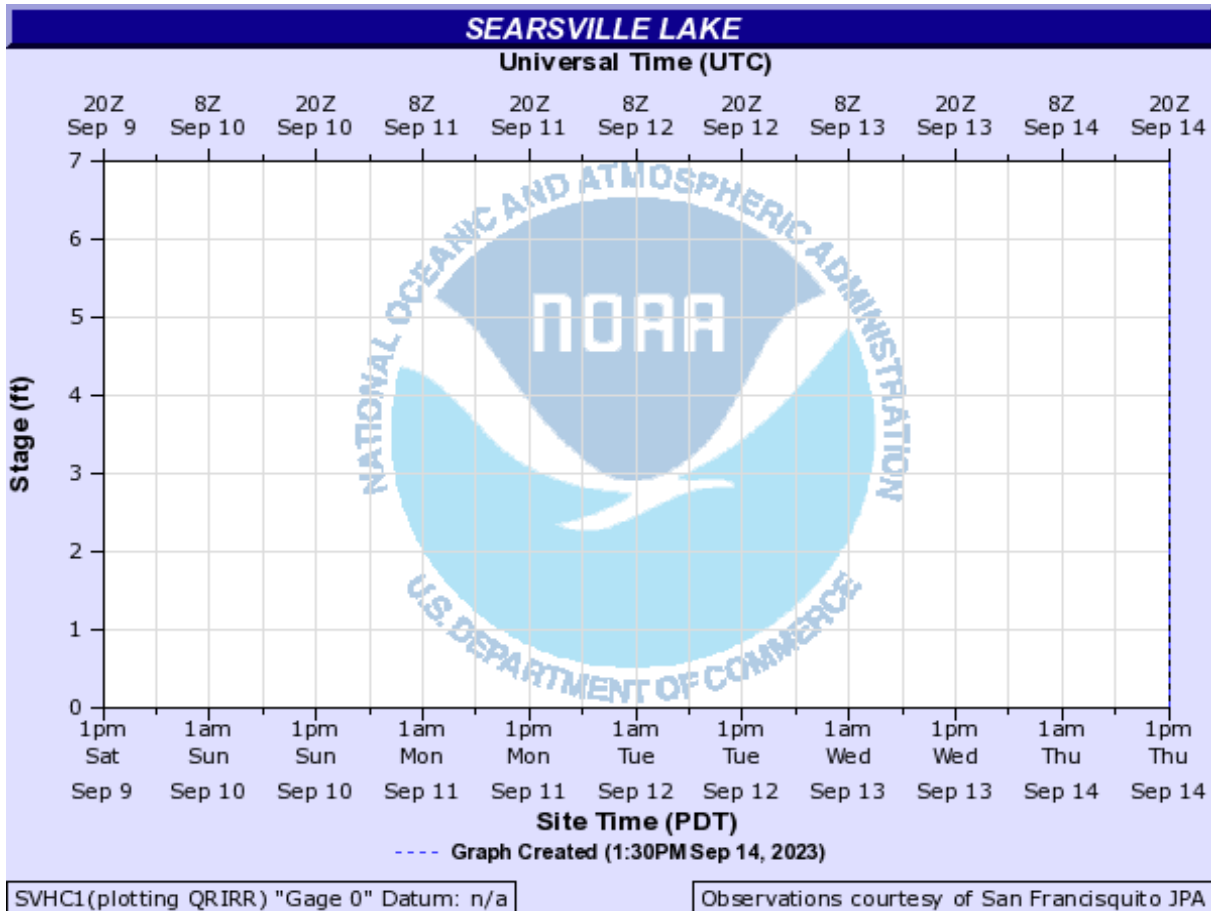 SEARSVILLE LAKE
Universal Time (UTC)
20Z 8Z 20Z 8Z 20Z 8Z 20Z 8Z 20Z 8Z 20Z
Sep 9 Sep 10 Sep 10 Sep 11 Sep 11 Sep 12 Sep 12 Sep 13 Sep 13 Sep 14 Sep 14
7
6
5
4
3
2
1
0
Stage (ft)
NATIONAL OCEANIC AND ATMOSPHERIC ADMINISTRATION
NOAA
U.S. DEPARTMENT OF COMMERCE
1pm 1am 1pm 1am 1pm 1am 1pm 1am 1pm 1am 1pm
Sat Sun Sun Mon Mon Tue Tue Wed Wed Thu Thu
Sep 9 Sep 10 Sep 10 Sep 11 Sep 11 Sep 12 Sep 12 Sep 13 Sep 13 Sep 14 Sep 14
Site Time (PDT)
---- Graph Created (1:30PM Sep 14, 2023)
SVHC1(plotting QRIRR) "Gage 0" Datum: n/a
Observations courtesy of San Francisquito JPA